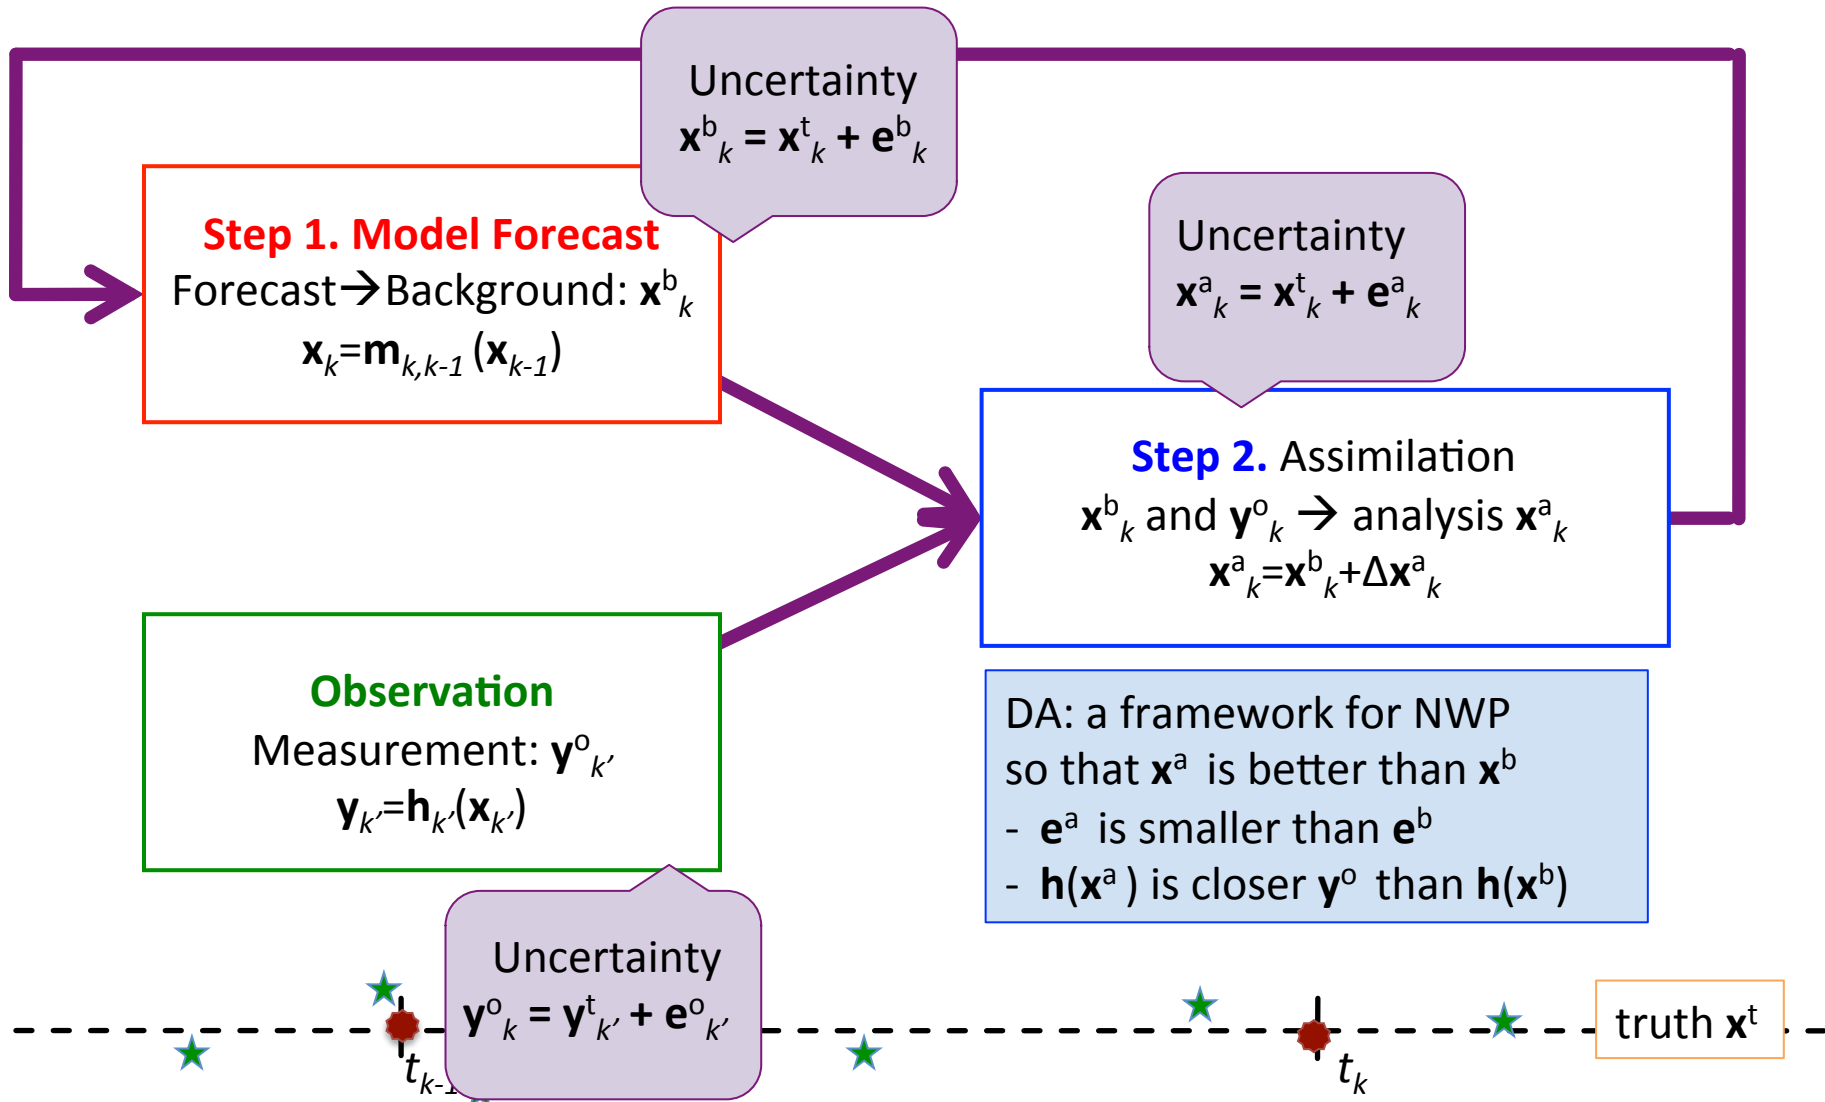 Uncertainty
xᵇₖ = xᵗₖ + eᵇₖ
Step 1. Model Forecast
Forecast→Background: xᵇₖ
xₖ=mₖ,ₖ₋₁ (xₖ₋₁)
Uncertainty
xᵃₖ = xᵗₖ + eᵃₖ
Step 2. Assimilation
xᵇₖ and yᵒₖ → analysis xᵃₖ
xᵃₖ=xᵇₖ+Δxᵃₖ
Observation
Measurement: yᵒₖ′
yₖ′=hₖ′(xₖ′)
DA: a framework for NWP
so that xᵃ is better than xᵇ
- eᵃ is smaller than eᵇ
- h(xᵃ ) is closer yᵒ than h(xᵇ)
Uncertainty
yᵒₖ = yᵗₖ′ + eᵒₖ′
truth xᵗ
tₖ₋₁
tₖ